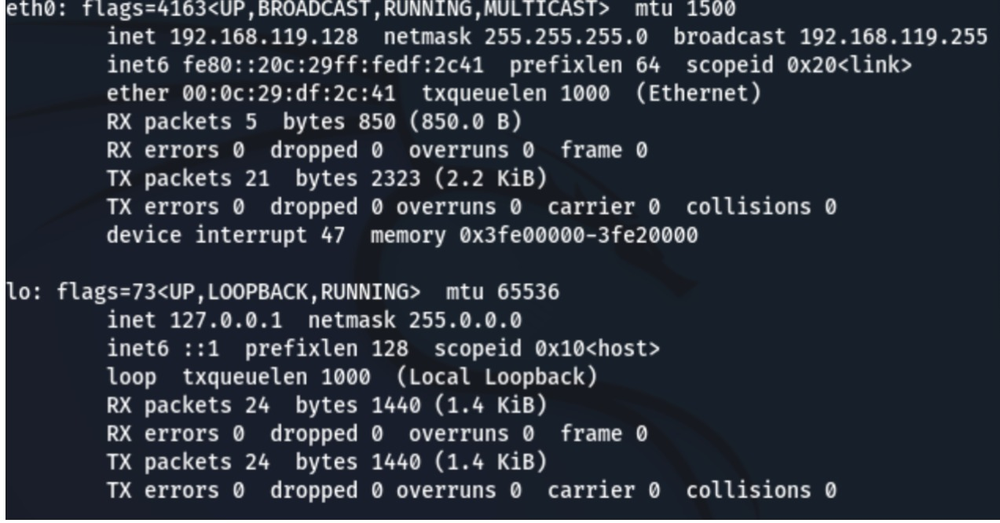 eth0: flags=4163<UP,BROADCAST,RUNNING,MULTICAST>  mtu 1500
        inet 192.168.119.128  netmask 255.255.255.0  broadcast 192.168.119.255
        inet6 fe80::20c:29ff:fedf:2c41  prefixlen 64  scopeid 0x20<link>
        ether 00:0c:29:df:2c:41  txqueuelen 1000  (Ethernet)
        RX packets 5  bytes 850 (850.0 B)
        RX errors 0  dropped 0  overruns 0  frame 0
        TX packets 21  bytes 2323 (2.2 KiB)
        TX errors 0  dropped 0 overruns 0  carrier 0  collisions 0
        device interrupt 47  memory 0x3fe00000-3fe20000

lo: flags=73<UP,LOOPBACK,RUNNING>  mtu 65536
        inet 127.0.0.1  netmask 255.0.0.0
        inet6 ::1  prefixlen 128  scopeid 0x10<host>
        loop  txqueuelen 1000  (Local Loopback)
        RX packets 24  bytes 1440 (1.4 KiB)
        RX errors 0  dropped 0  overruns 0  frame 0
        TX packets 24  bytes 1440 (1.4 KiB)
        TX errors 0  dropped 0 overruns 0  carrier 0  collisions 0